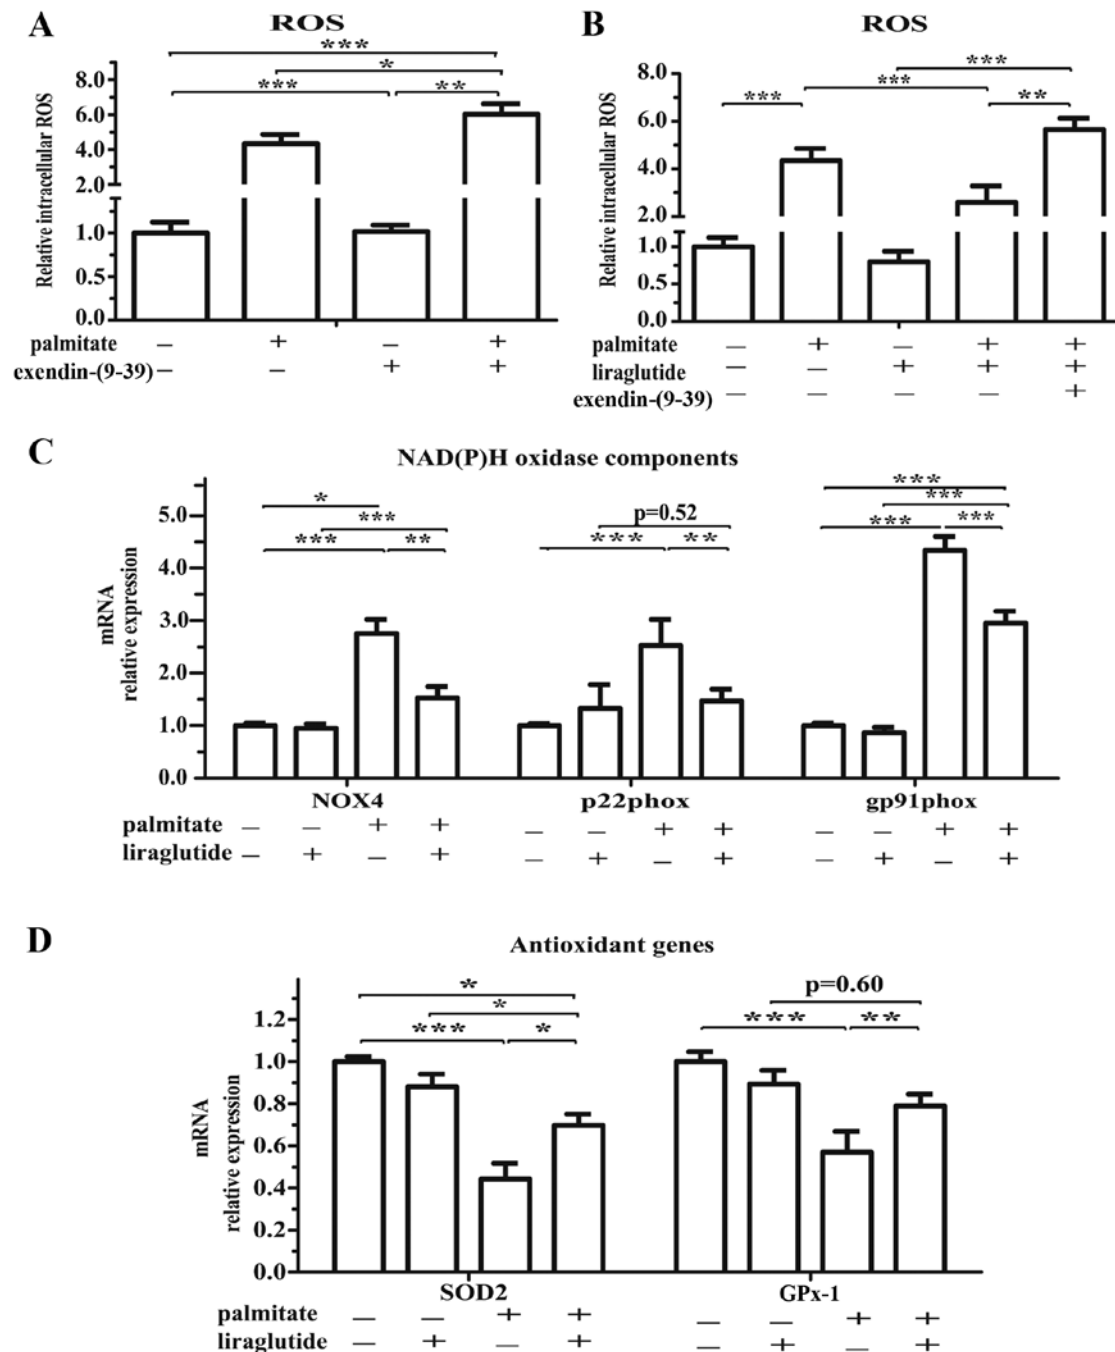 A
ROS
***
*
***
**
Relative intracellular ROS
8.0
6.0
4.0
2.0
1.0
0.5
0.0
palmitate – + – +
exendin-(9-39) – – + +
B
ROS
***
***
***
**
Relative intracellular ROS
8.0
6.0
4.0
2.0
1.0
0.5
0.0
palmitate – + – + +
liraglutide – – + + +
exendin-(9-39) – – – – +
C
NAD(P)H oxidase components
mRNA
relative expression
5.0
4.0
3.0
2.0
1.0
0.0
*
***
***
**
p=0.52
***
**
***
***
***
***
NOX4 p22phox gp91phox
palmitate – – + + – – + + – – + +
liraglutide – + – + – + – + – + – +
D
Antioxidant genes
mRNA
relative expression
1.2
1.0
0.8
0.6
0.4
0.2
0.0
*
*
***
*
p=0.60
***
**
SOD2 GPx-1
palmitate – – + + – – + +
liraglutide – + – + – + – +